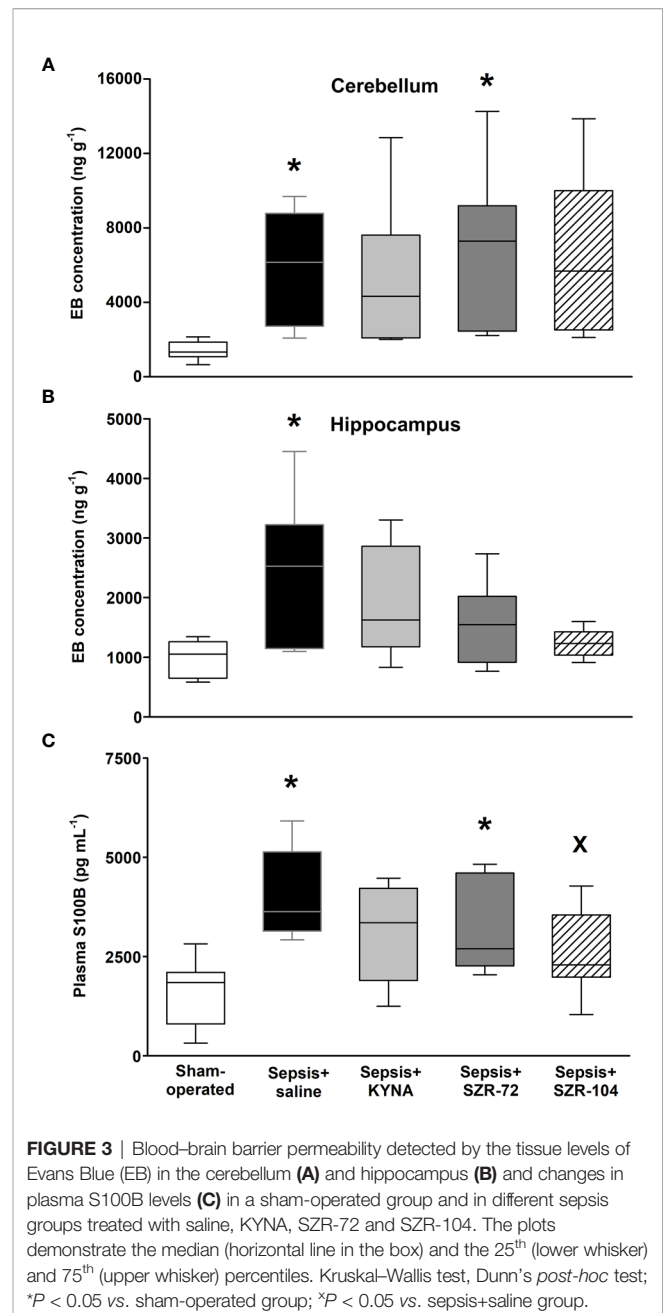 A
Cerebellum
EB concentration (ng g⁻¹)
16000
12000
8000
4000
0
*
*
B
Hippocampus
EB concentration (ng g⁻¹)
5000
4000
3000
2000
1000
0
*
C
Plasma S100B (pg mL⁻¹)
7500
5000
2500
0
*
*
X
Sham-operated
Sepsis+ saline
Sepsis+ KYNA
Sepsis+ SZR-72
Sepsis+ SZR-104
FIGURE 3 | Blood–brain barrier permeability detected by the tissue levels of
Evans Blue (EB) in the cerebellum (A) and hippocampus (B) and changes in
plasma S100B levels (C) in a sham-operated group and in different sepsis
groups treated with saline, KYNA, SZR-72 and SZR-104. The plots
demonstrate the median (horizontal line in the box) and the 25th (lower whisker)
and 75th (upper whisker) percentiles. Kruskal–Wallis test, Dunn's post-hoc test;
*P < 0.05 vs. sham-operated group; ˣP < 0.05 vs. sepsis+saline group.